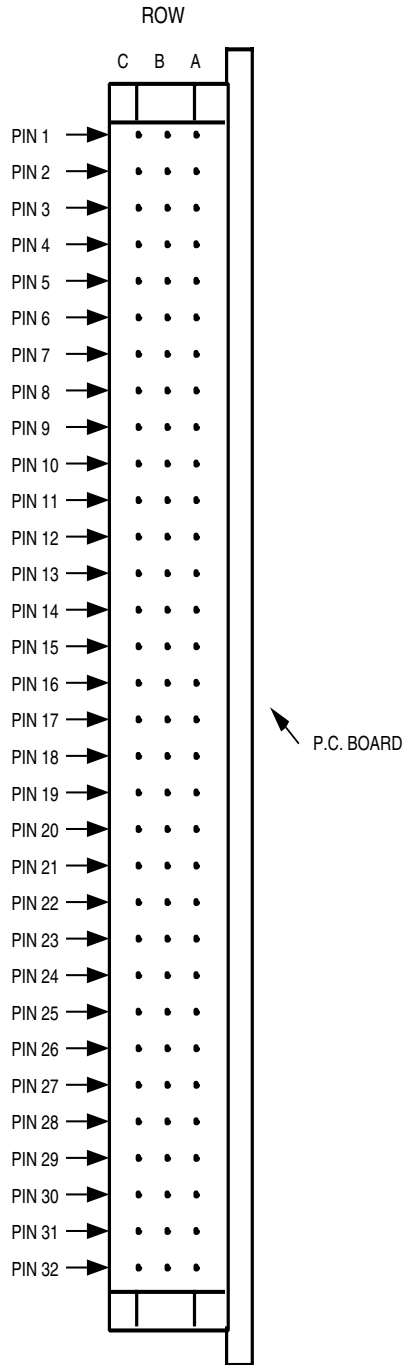 ROW
C B A
PIN 1
PIN 2
PIN 3
PIN 4
PIN 5
PIN 6
PIN 7
PIN 8
PIN 9
PIN 10
PIN 11
PIN 12
PIN 13
PIN 14
PIN 15
PIN 16
PIN 17
PIN 18
PIN 19
PIN 20
PIN 21
PIN 22
PIN 23
PIN 24
PIN 25
PIN 26
PIN 27
PIN 28
PIN 29
PIN 30
PIN 31
PIN 32
P.C. BOARD